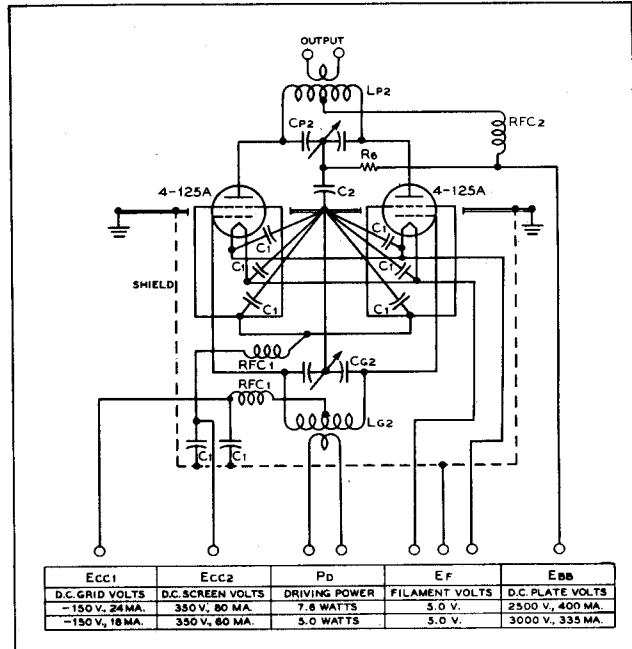 OUTPUT
LP2
CP2
RFC2
R6
4-125A
C2
4-125A
C1
C1
C1
C1
SHIELD
C1
C1
RFC1
CG2
RFC1
LG2
C1
C1
ECC1 ECC2 PD EF EBB
D.C. GRID VOLTS D.C. SCREEN VOLTS DRIVING POWER FILAMENT VOLTS D.C. PLATE VOLTS
-150 V., 24 MA. 350 V., 80 MA. 7.6 WATTS 5.0 V. 2500 V., 400 MA.
-150 V., 18 MA. 350 V., 60 MA. 5.0 WATTS 5.0 V. 3000 V., 335 MA.